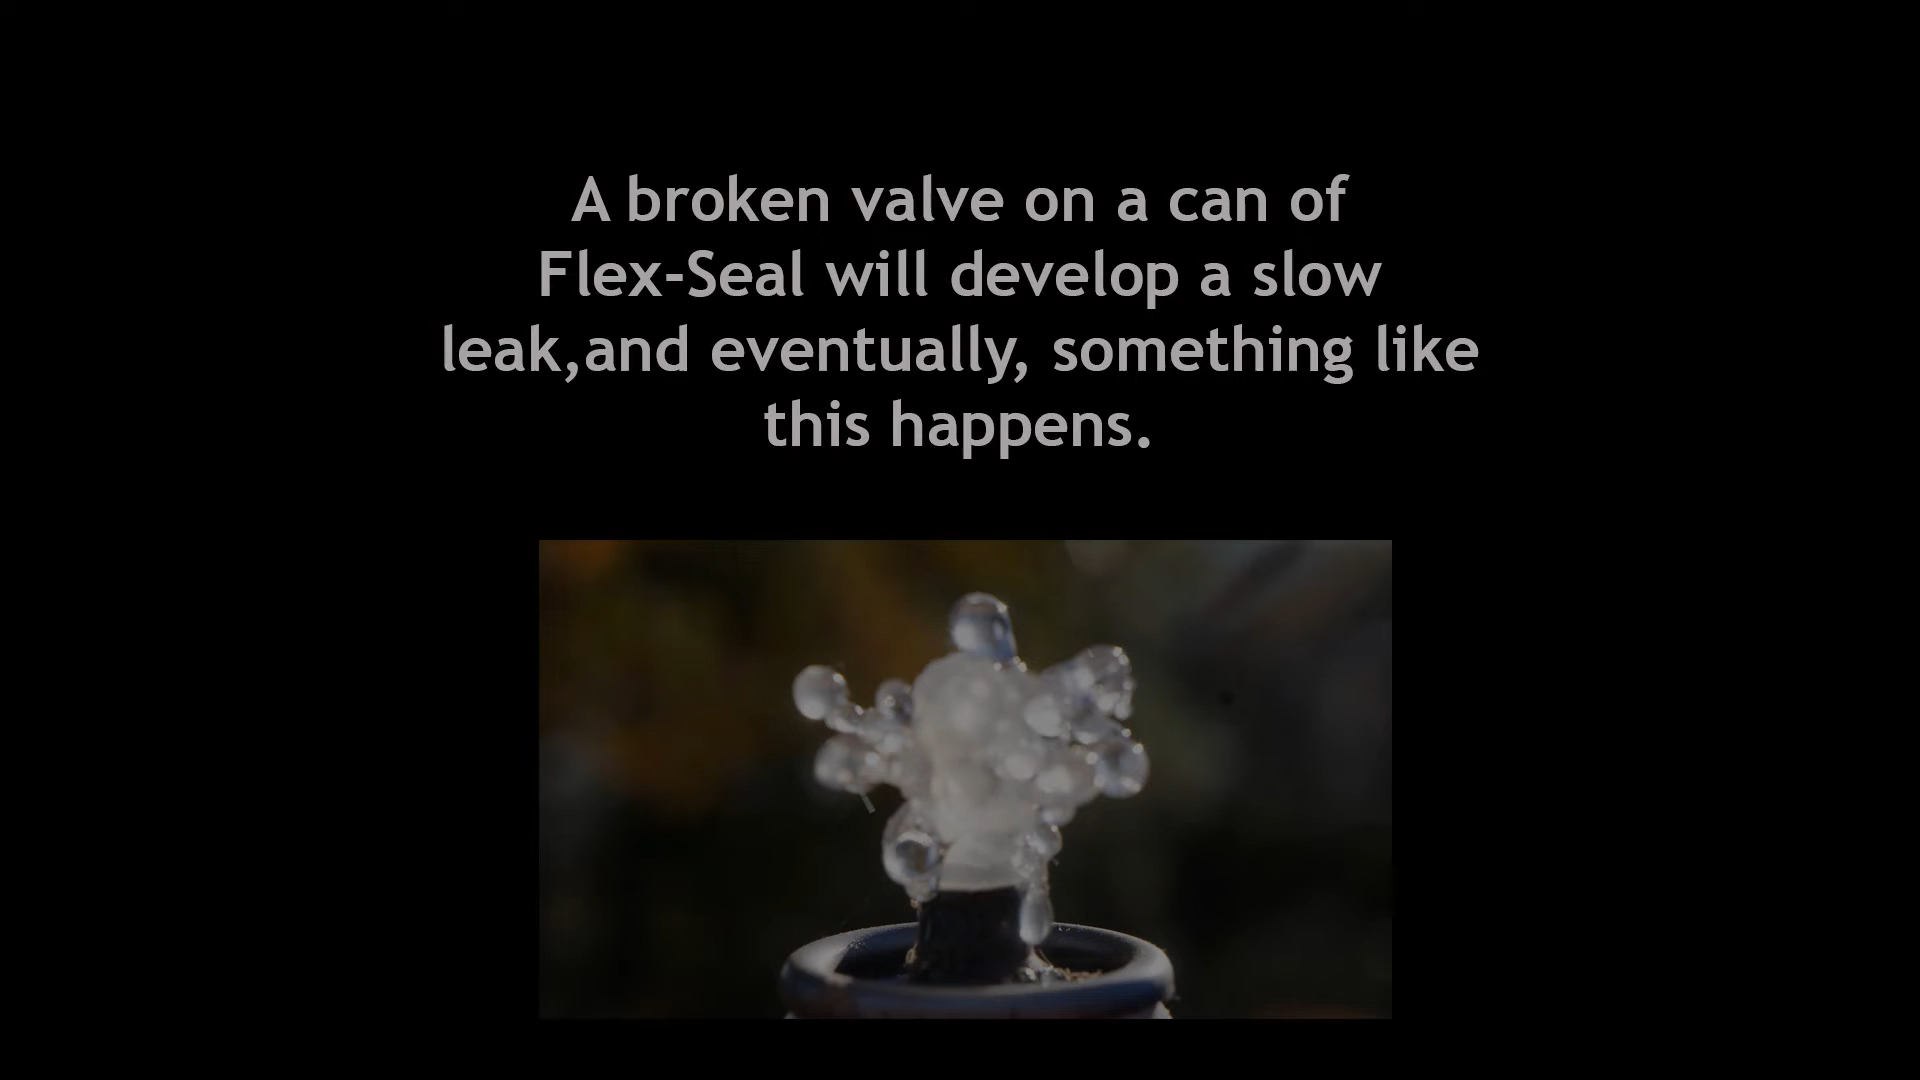 A broken valve on a can of
Flex-Seal will develop a slow
leak,and eventually, something like
this happens.